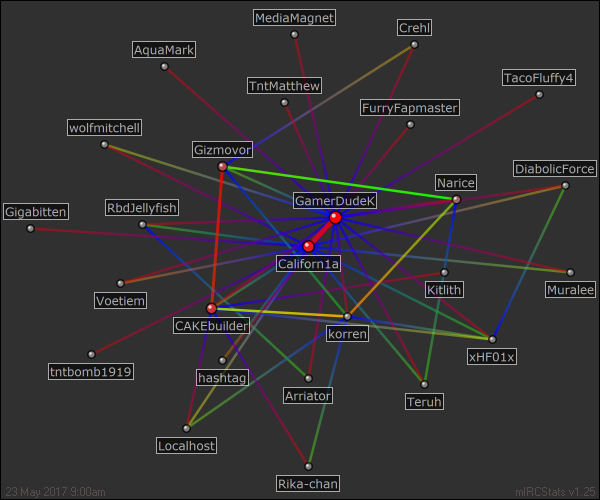 MediaMagnet
Crehl
AquaMark
TacoFluffy4
TntMatthew
FurryFapmaster
wolfmitchell
Gizmovor
DiabolicForce
Narice
GamerDudeK
RbdJellyfish
Gigabitten
Californ1a
Kitlith
Muralee
Voetiem
CAKEbuilder
korren
xHF01x
tntbomb1919
hashtag
Arriator
Teruh
Localhost
Rika-chan
23 May 2017 9:00am
mIRCStats v1.25